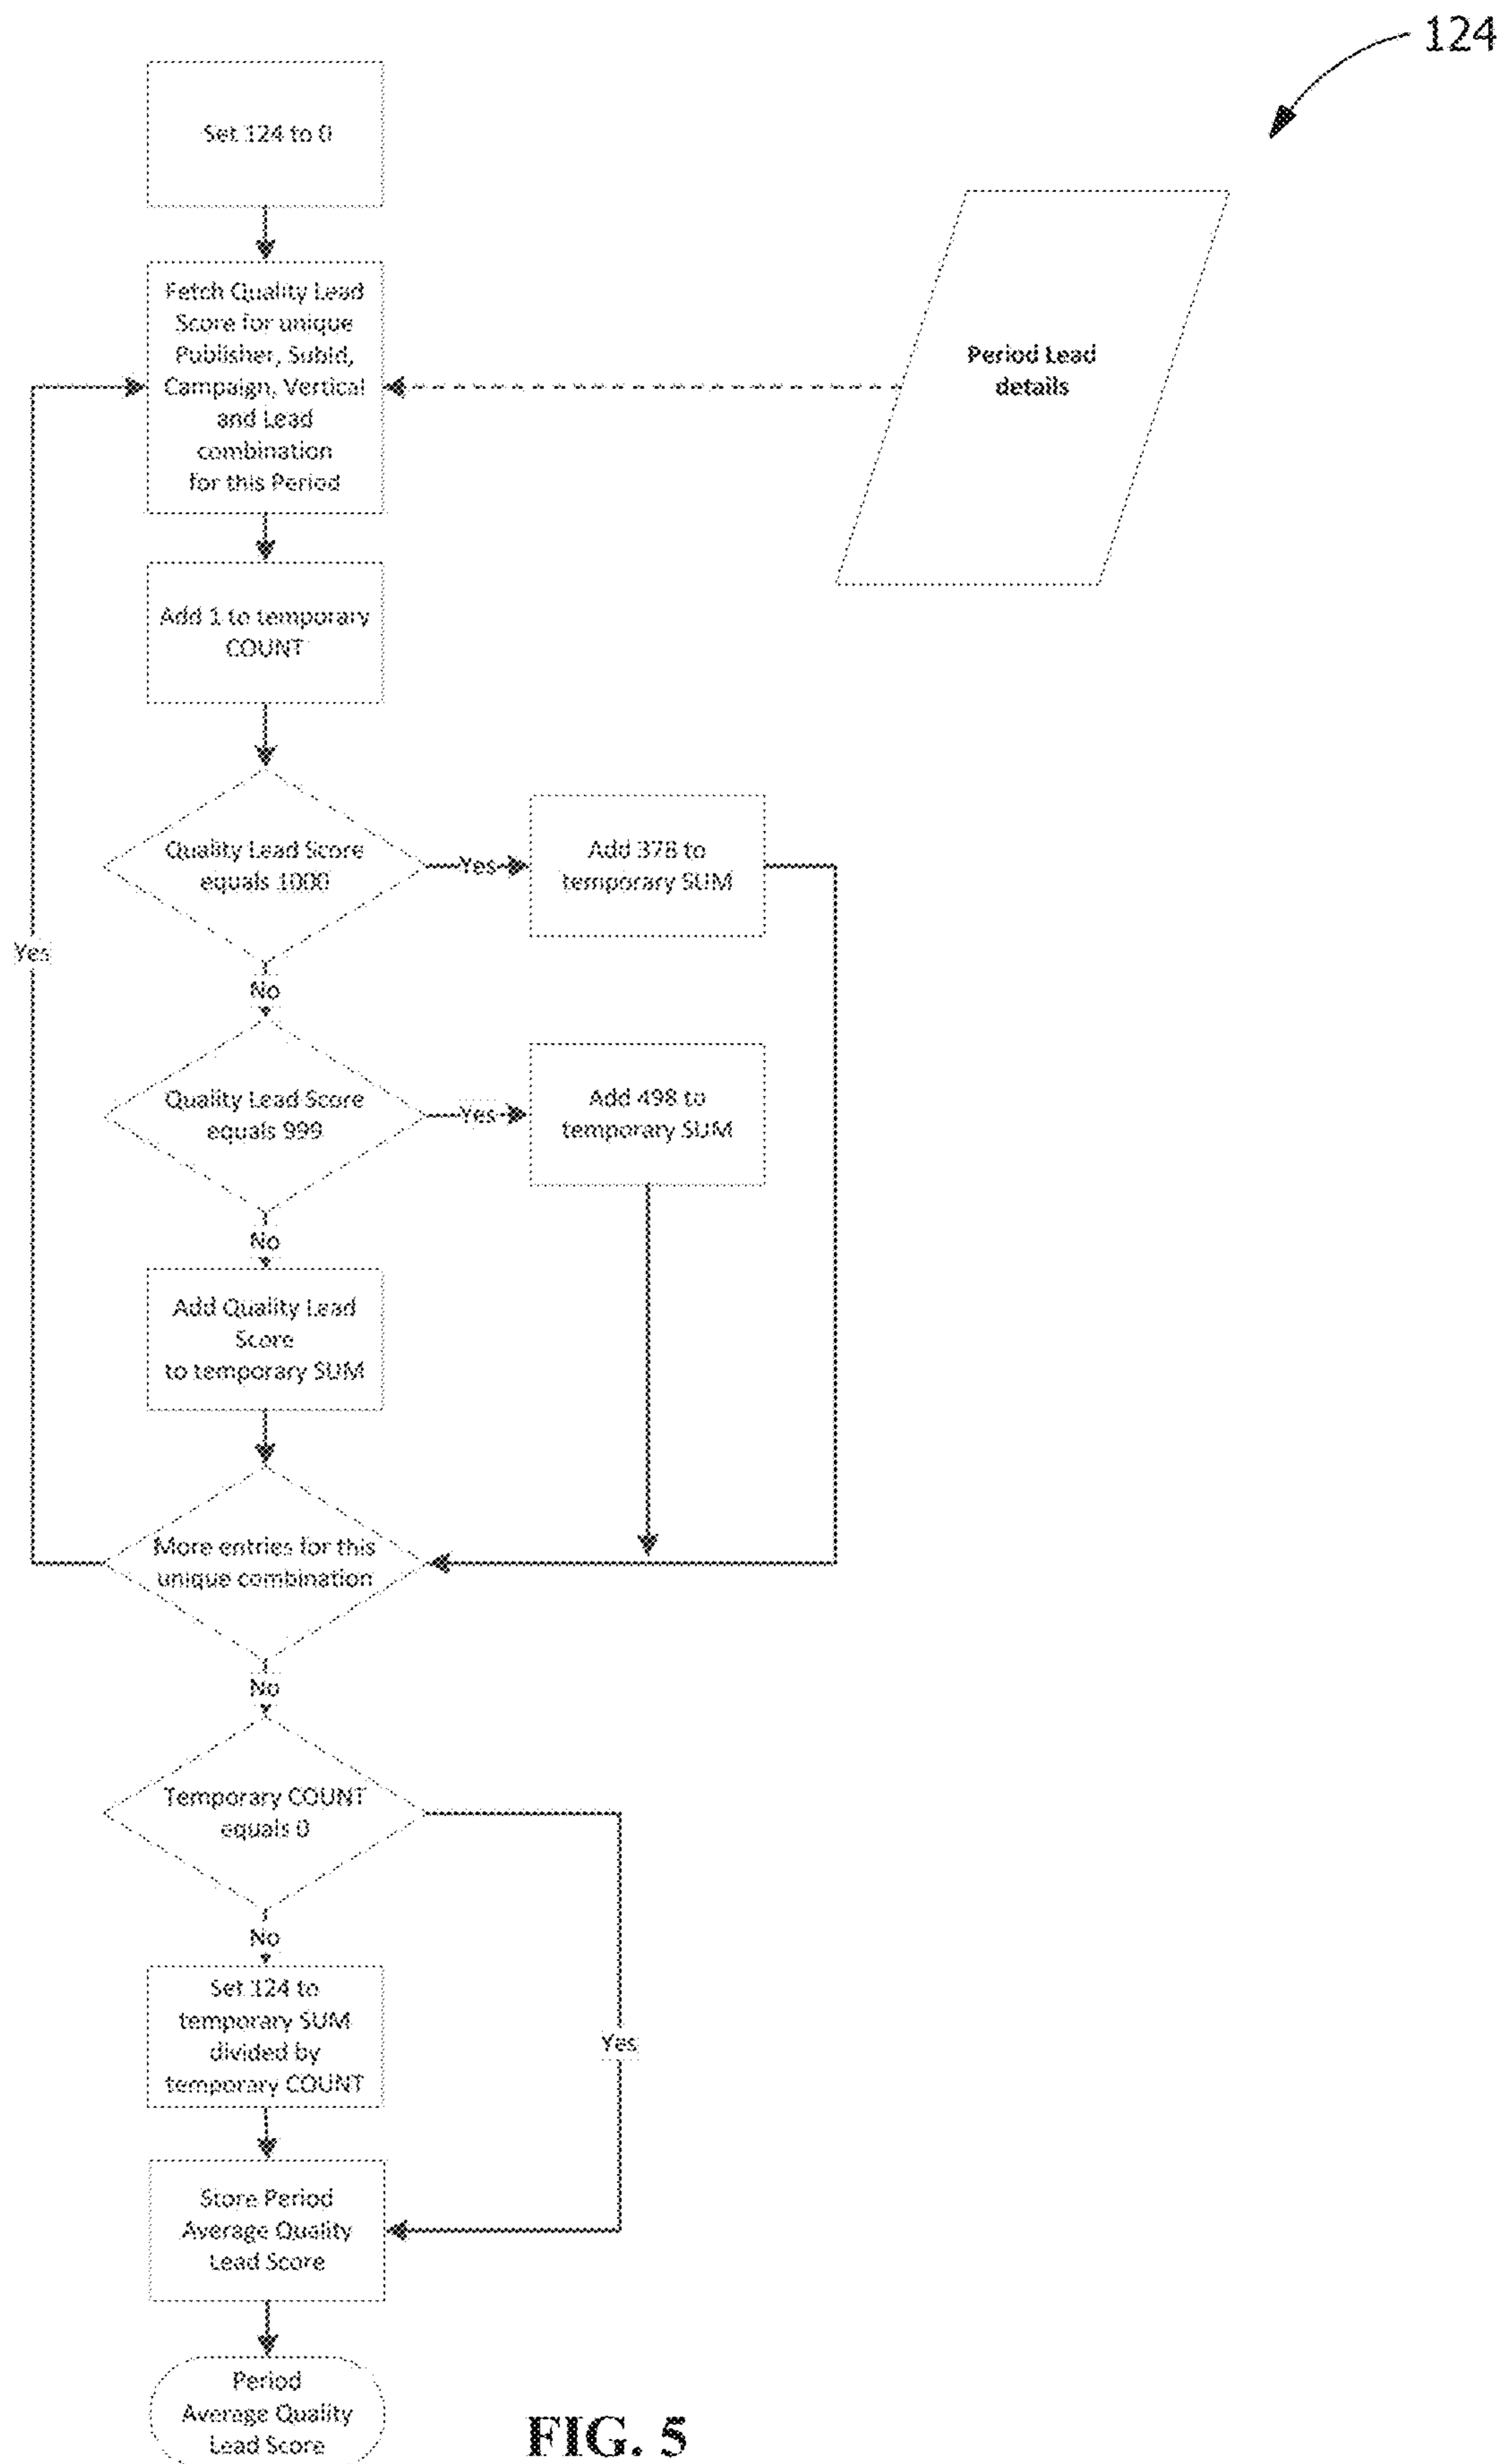 124
Set 124 to 0
Fetch Quality Lead
Score for unique
Publisher, SubId,
Campaign, Vertical
and Lead
combination
for this Period
Period Lead
details
Add 1 to temporary
COUNT
Quality Lead Score
equals 1000
Yes
Add 378 to
temporary SUM
Yes
No
Quality Lead Score
equals 999
Yes
Add 498 to
temporary SUM
No
Add Quality Lead
Score
to temporary SUM
More entries for this
unique combination
No
Temporary COUNT
equals 0
No
Set 124 to
temporary SUM
divided by
temporary COUNT
Yes
Store Period
Average Quality
Lead Score
Period
Average Quality
Lead Score
FIG. 5